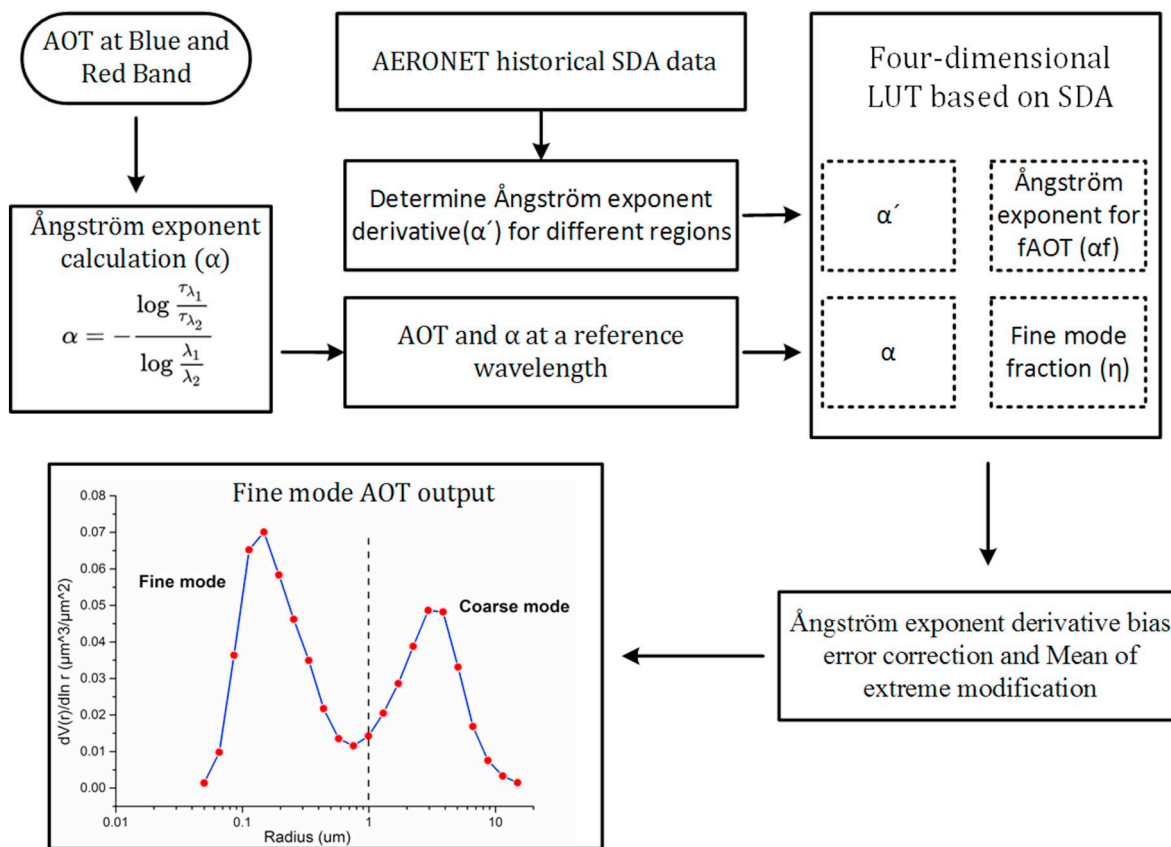 AOT at Blue and
Red Band
AERONET historical SDA data
Four-dimensional
LUT based on SDA
Ångström exponent
calculation (α)
α = − log τλ1/τλ2 / log λ1/λ2
Determine Ångström exponent
derivative(α´) for different regions
AOT and α at a reference
wavelength
α´
Ångström
exponent for
fAOT (αf)
α
Fine mode
fraction (η)
Ångström exponent derivative bias
error correction and Mean of
extreme modification
Fine mode AOT output
Fine mode
Coarse mode
dV(r)/dln r (μm^3/μm^2)
0.08
0.07
0.06
0.05
0.04
0.03
0.02
0.01
0.00
0.01
0.1
1
10
Radius (um)